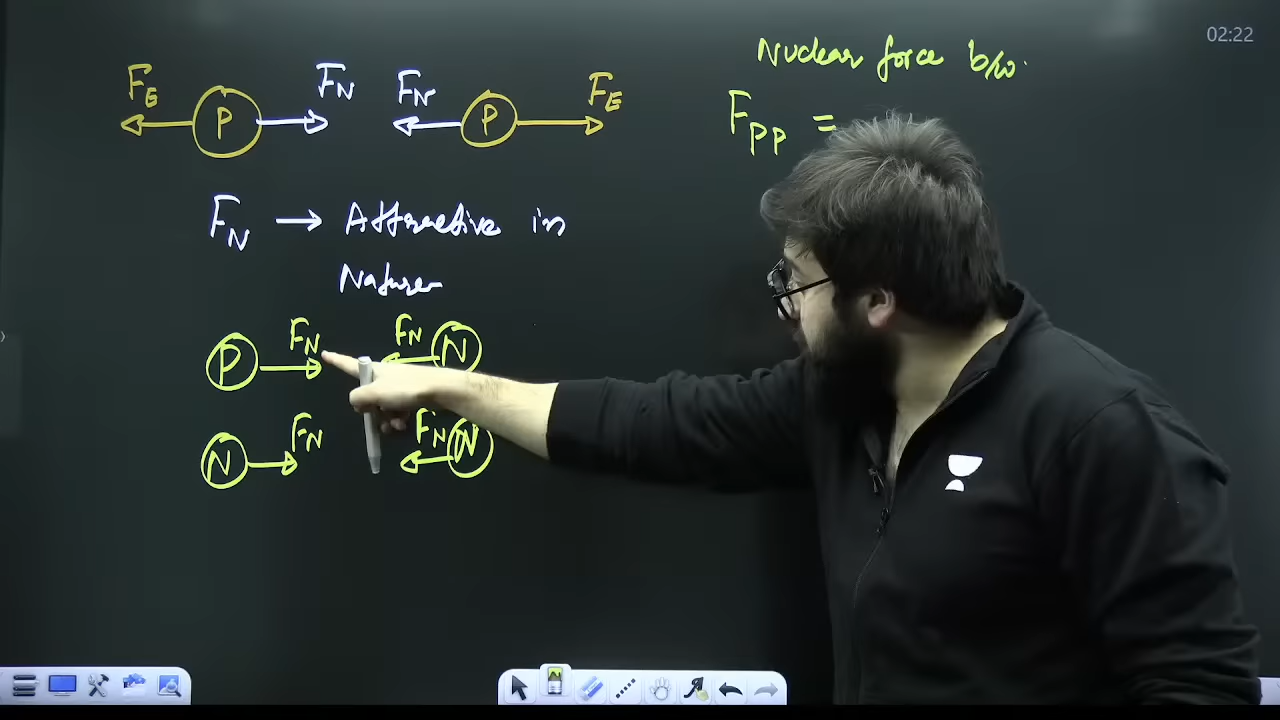 02:22
Nuclear force b/w
F_E P F_N F_N P F_E
F_PP =
F_N → Attractive in
Nature
P F_N F_N N
N F_N F_N N